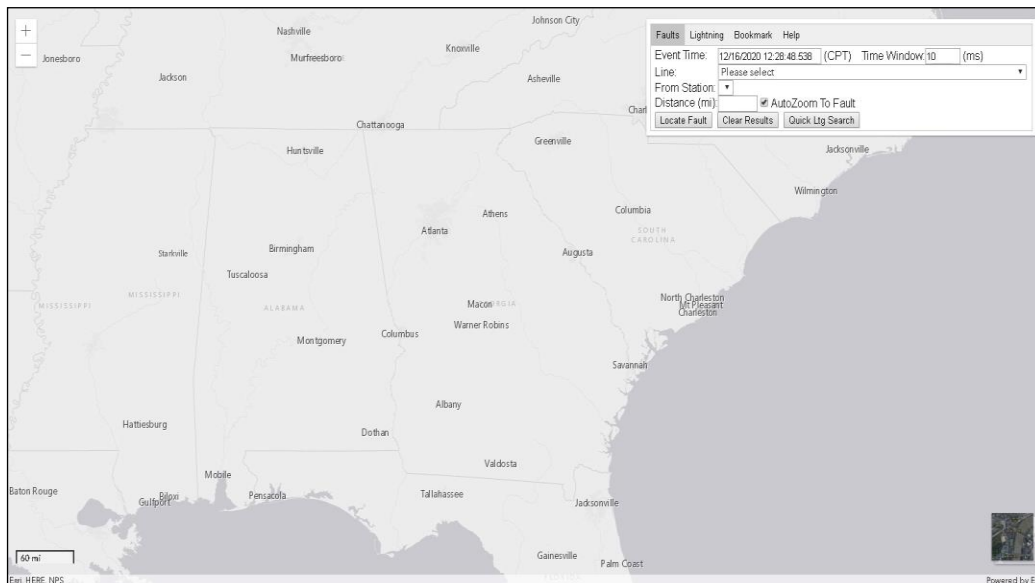 +
−
Faults Lightning Bookmark Help
Event Time: 12/16/2020 12:28:48.538 (CPT) Time Window: 10 (ms)
Line: Please select
From Station:
Distance (mi): AutoZoom To Fault
Locate Fault Clear Results Quick Ltg Search
Johnson City
Nashville
Knoxville
Jonesboro
Murfreesboro
Jackson
Asheville
Chattanooga
Greenville
Huntsville
Jacksonville
Wilmington
Athens
Columbia
Atlanta
SOUTH
CAROLINA
Birmingham
Starkville
Augusta
Tuscaloosa
MISSISSIPPI
MISSISSIPPI
ALABAMA
Macon
North Charleston
Mt Pleasant
Charleston
Warner Robins
Columbus
Montgomery
Savannah
Albany
Hattiesburg
Dothan
Valdosta
Mobile
Baton Rouge
Biloxi
Gulfport
Pensacola
Tallahassee
Jacksonville
60 mi
Gainesville
Palm Coast
FLORIDA
Esri, HERE, NPS
Powered by